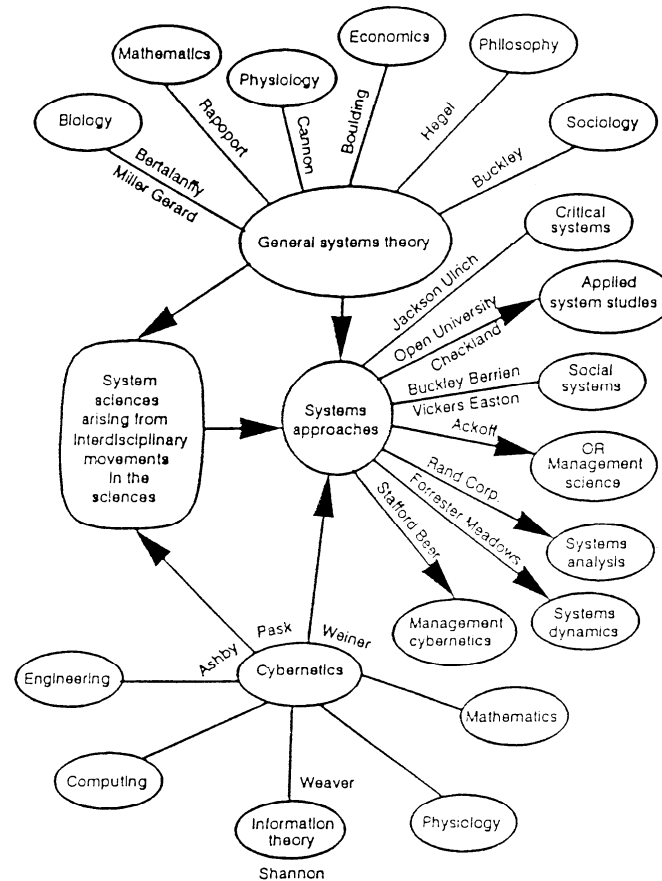 Economics
Philosophy
Mathematics
Physiology
Biology
Sociology
Rapoport
Cannon
Boulding
Hegel
Buckley
Bertalanffy
Miller Gerard
General systems theory
Critical
systems
Jackson Ulrich
Applied
system studies
Open University
Checkland
System
sciences
arising from
interdisciplinary
movements
in the
sciences
Systems
approaches
Buckley Berrien
Vickers Easton
Social
systems
Ackoff
OR
Management
science
Rand Corp.
Systems
analysis
Forrester Meadows
Systems
dynamics
Stafford Beer
Management
cybernetics
Ashby
Pask
Weiner
Cybernetics
Engineering
Mathematics
Computing
Weaver
Information
theory
Shannon
Physiology